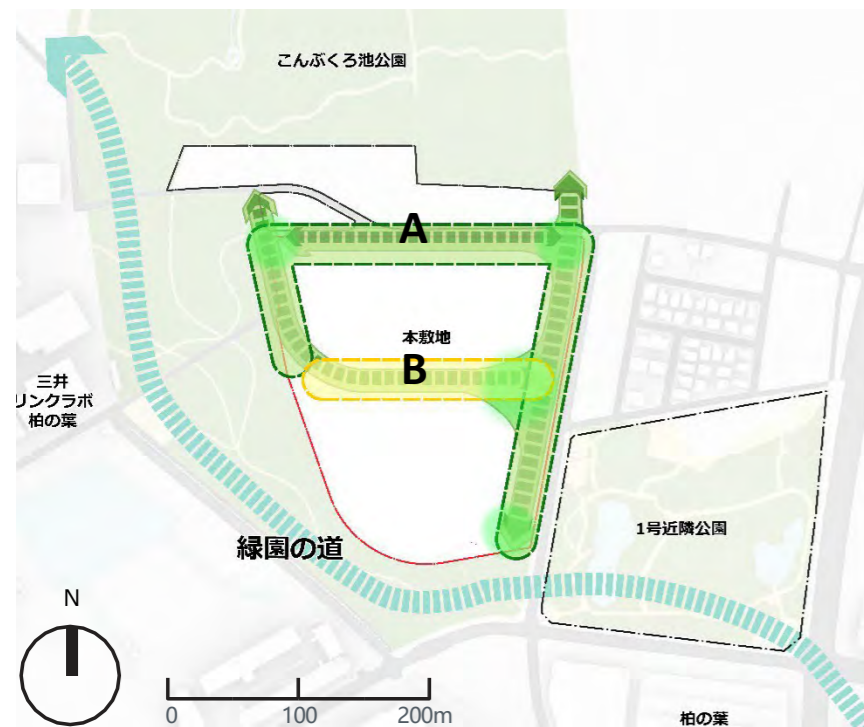 こんぶくろ池公園
A
本敷地
B
三井
リンクラボ
柏の葉
1号近隣公園
緑園の道
N
0 100 200m
柏の葉